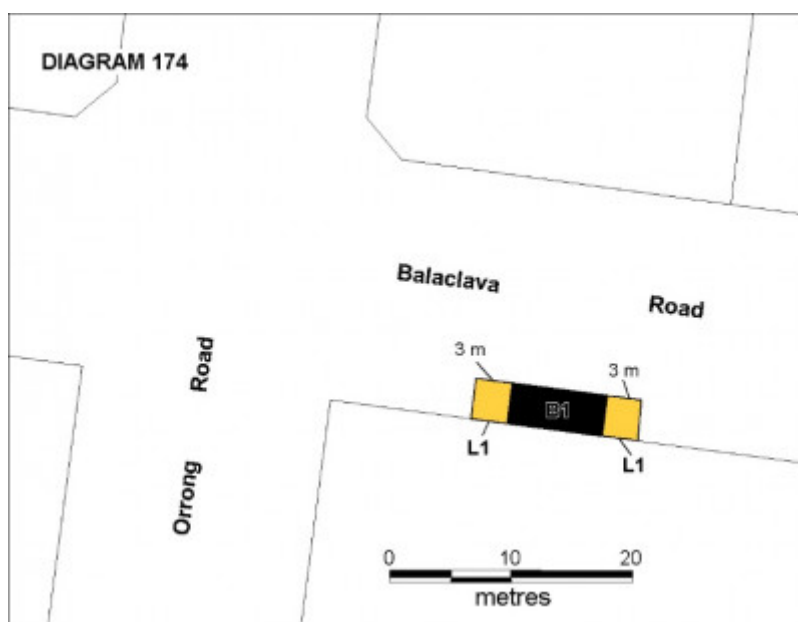 DIAGRAM 174
Balaclava Road
Orrong Road
3 m
3 m
B1
L1
L1
0 10 20
metres